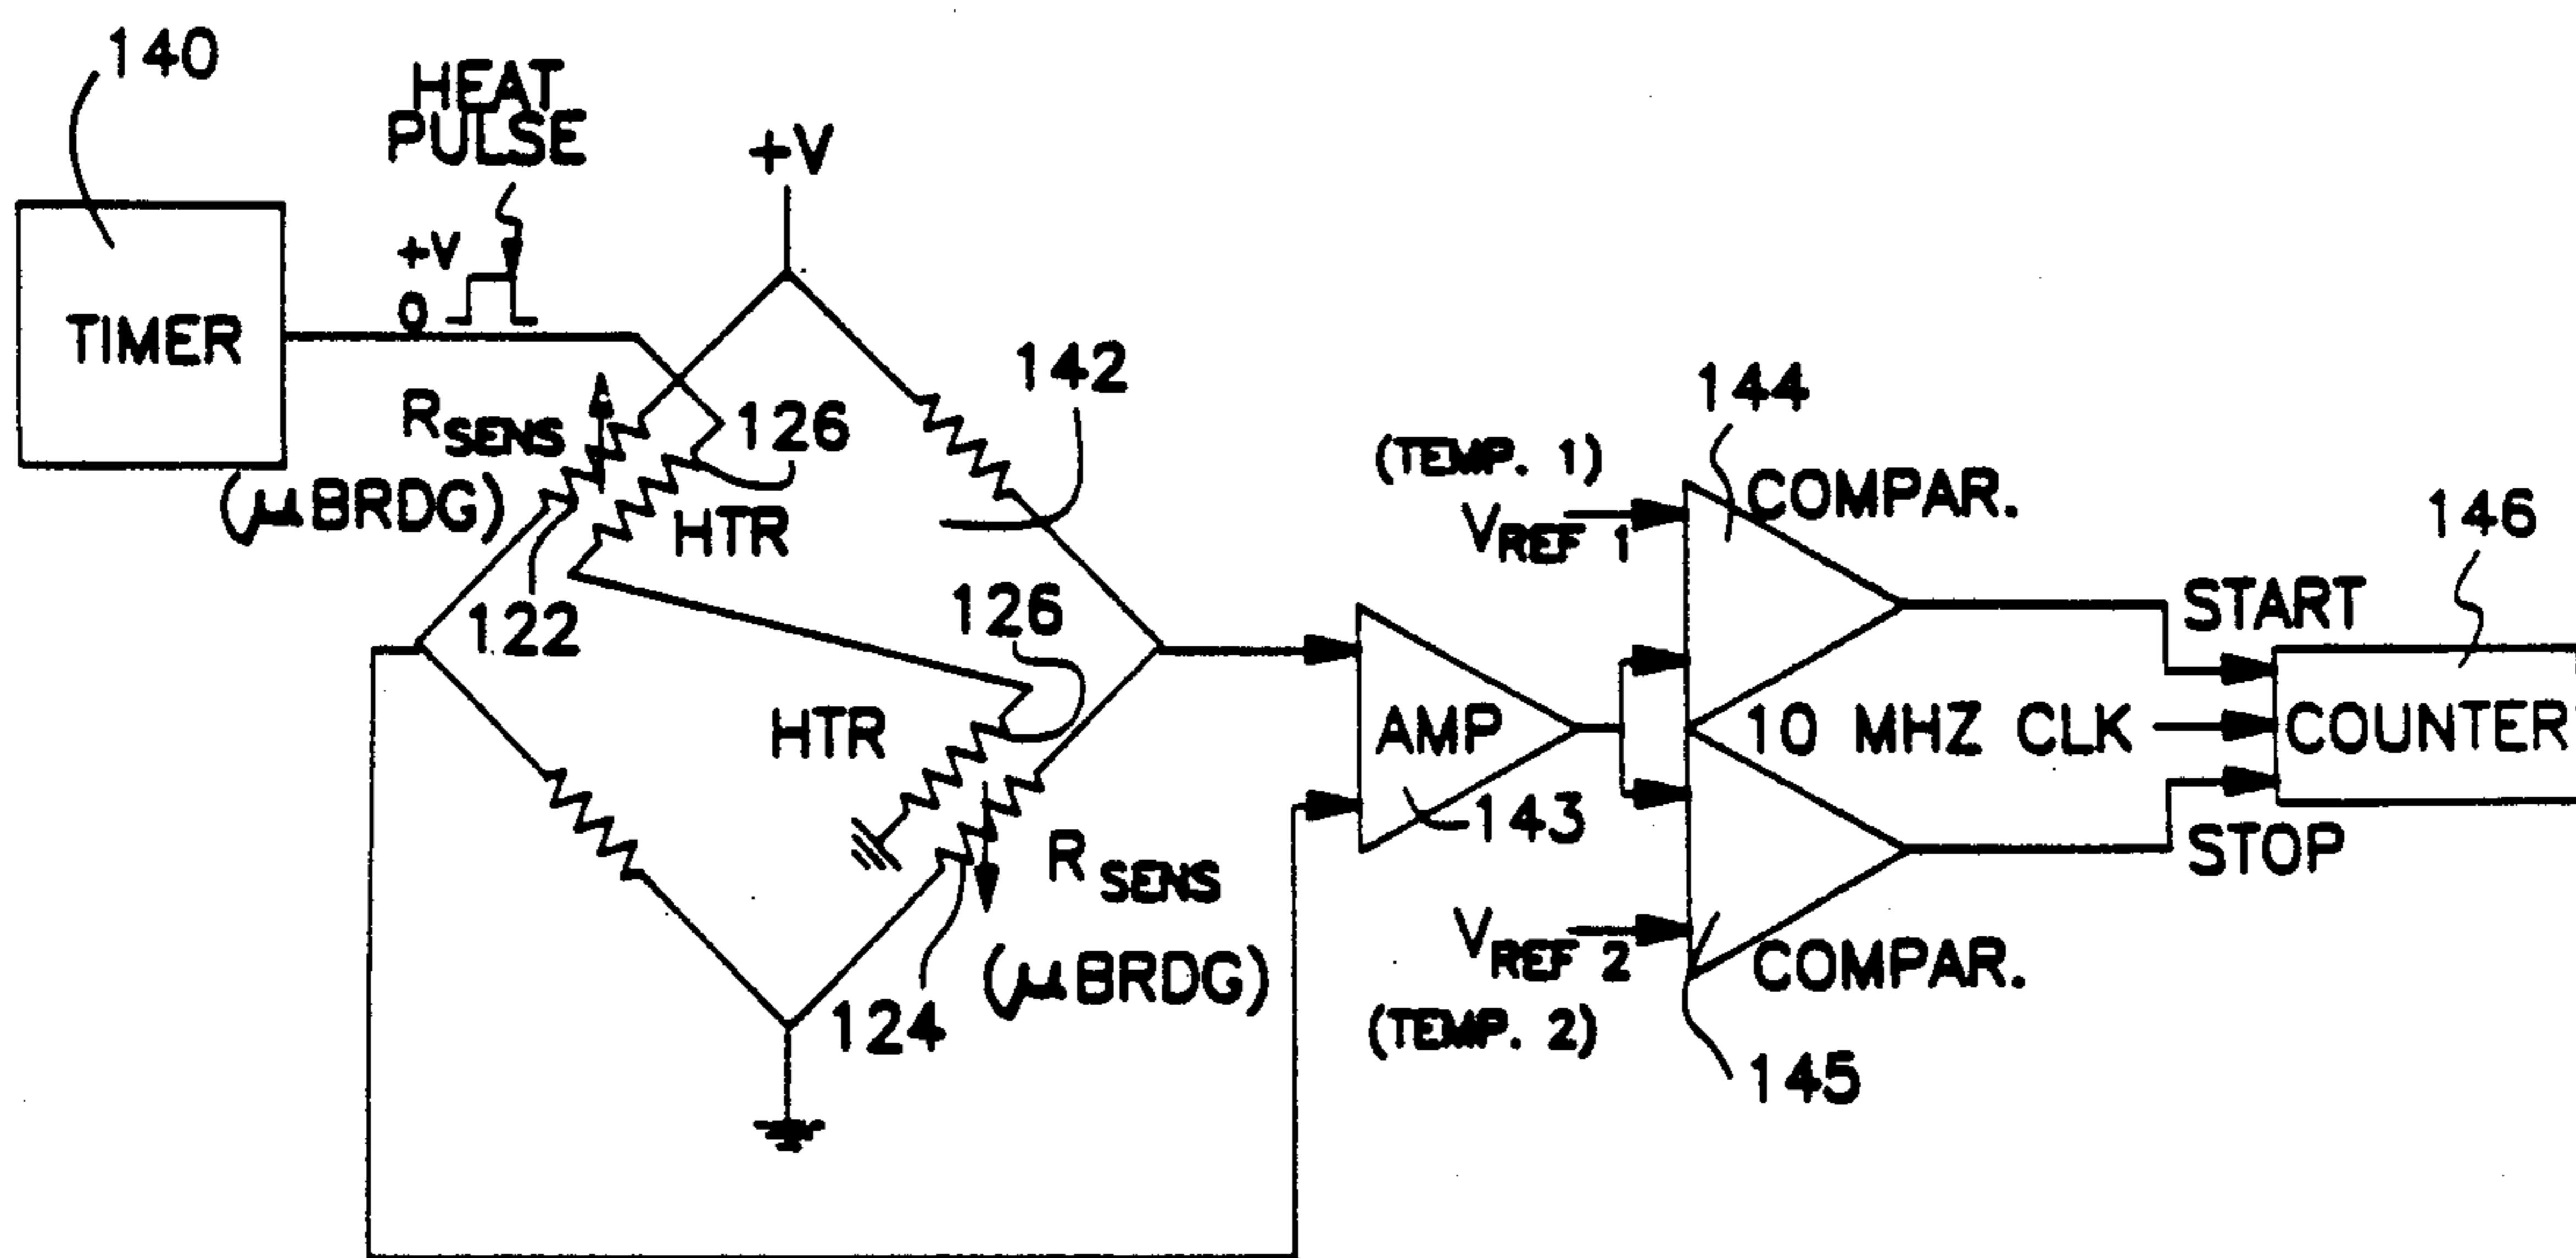 140
HEAT
PULSE
+V
+V
0
TIMER
RSENS
(μBRDG)
126
HTR
142
122
126
HTR
RSENS
(μBRDG)
124
AMP
143
(TEMP. 1)
VREF 1
144
COMPAR.
START
146
10 MHZ CLK
COUNTER
STOP
VREF 2
(TEMP. 2)
COMPAR.
145